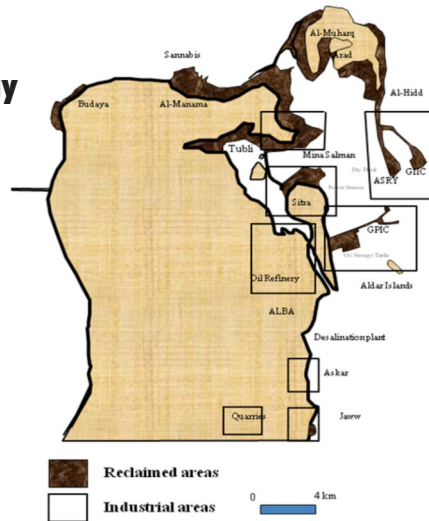 y
Al-Muharq
Arad
Sannabis
Al-Hidd
Budaya
Al-Manama
Tubli
Mina Salman
Dry Dock
ASRY
GIIC
Power Station
Sitra
GPIC
Oil Storage Tanks
Oil Refinery
Aldar Islands
ALBA
Desalination plant
Askar
Quarries
Jaww
Reclaimed areas
Industrial areas
0 4 km